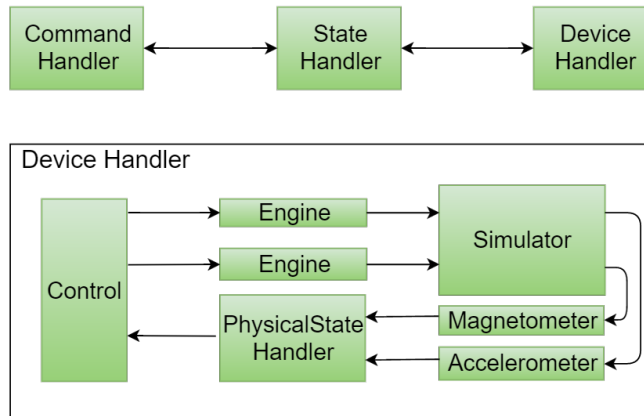 Command
Handler
State
Handler
Device
Handler
Device Handler
Engine
Engine
Simulator
Control
PhysicalState
Handler
Magnetometer
Accelerometer